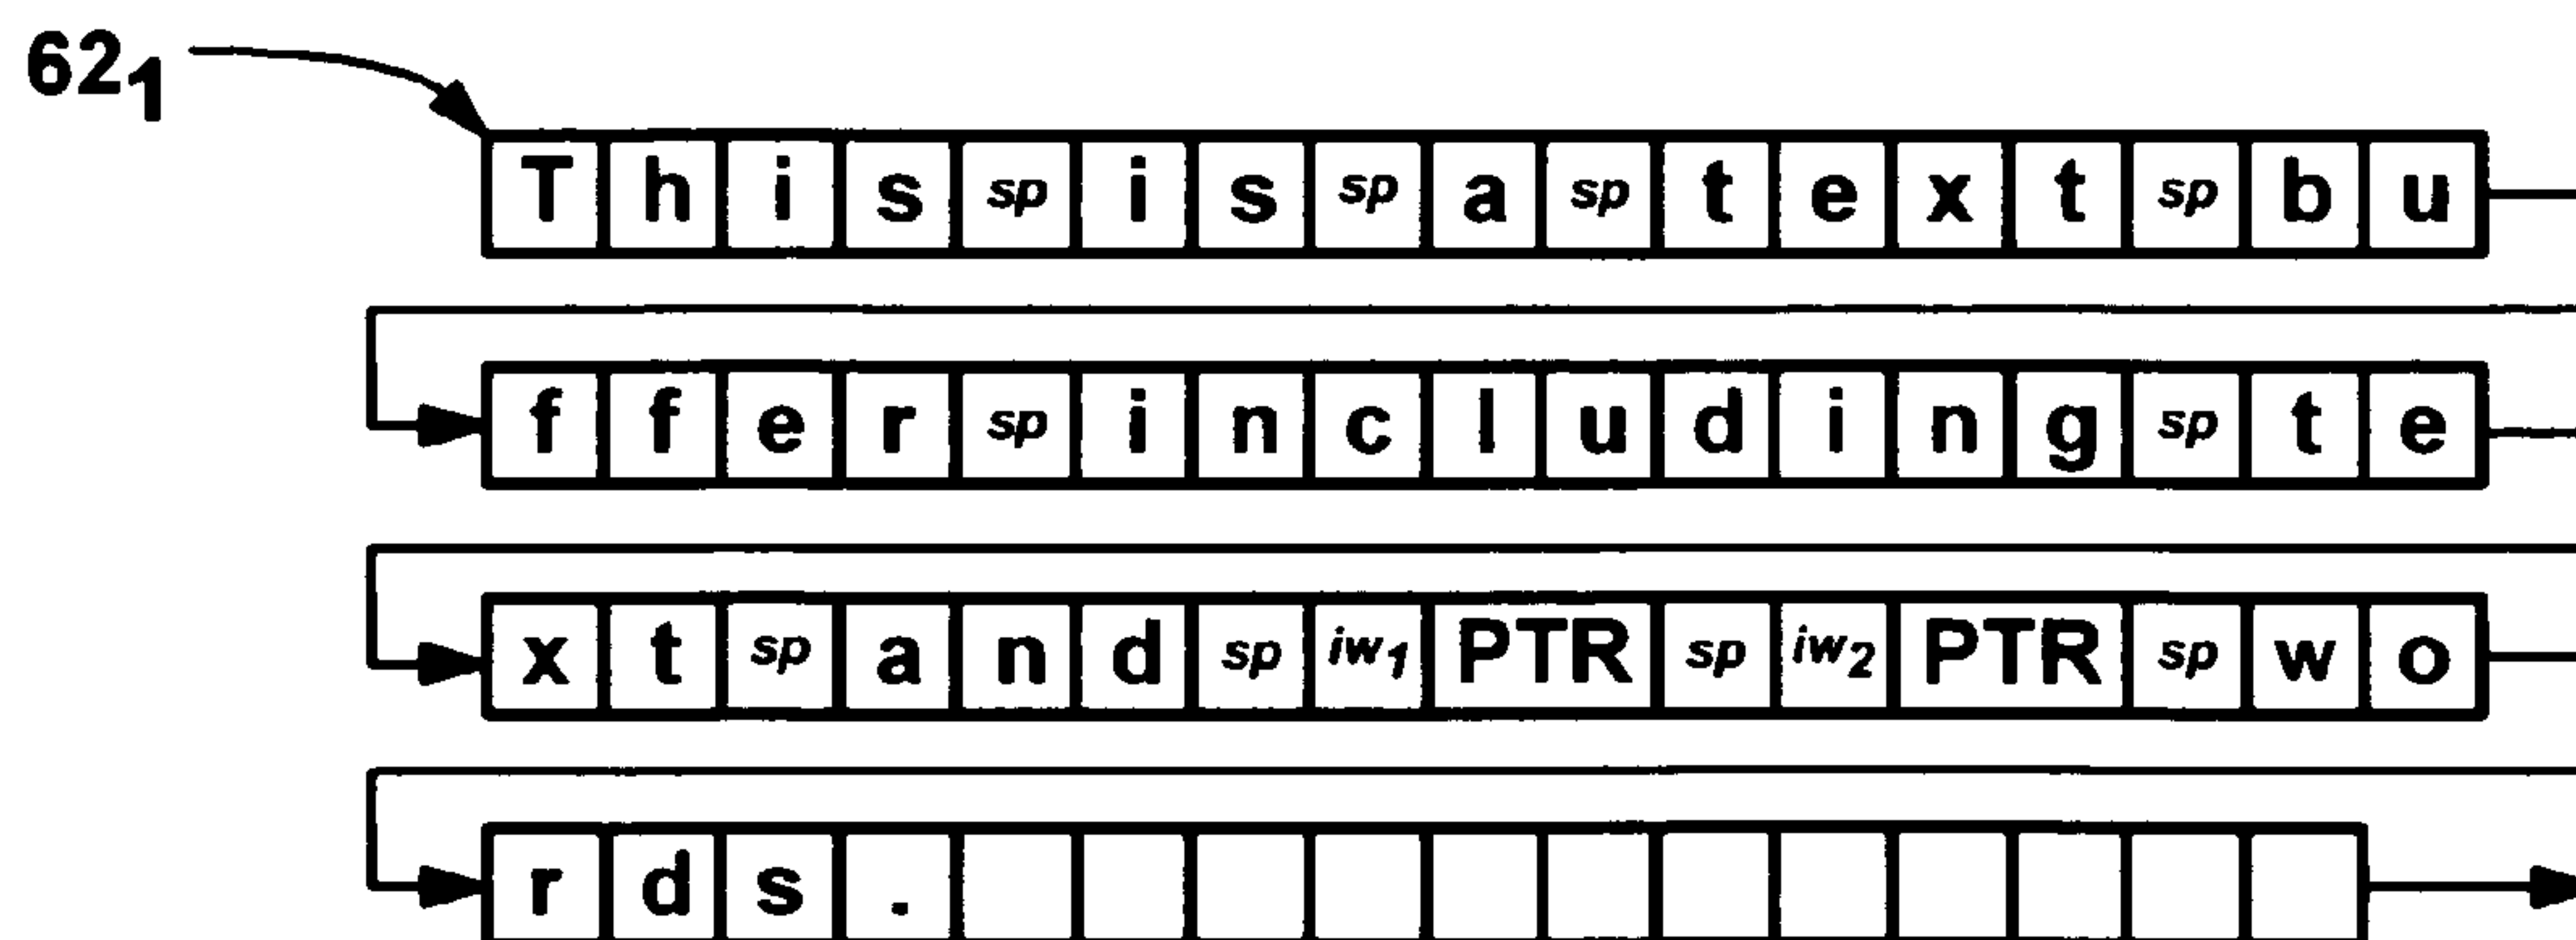 62₁
T h i s sp i s sp a sp t e x t sp b u
f f e r sp i n c l u d i n g sp t e
x t sp a n d sp iw₁ PTR sp iw₂ PTR sp w o
r d s .